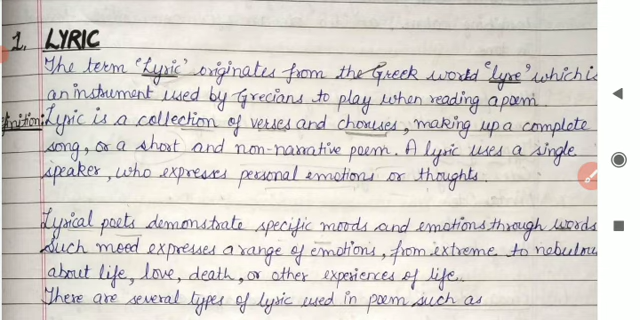 1. LYRIC
The term "Lyric" originates from the Greek world "lyre" which is
an instrument used by Grecians to play when reading a poem.
finition: Lyric is a collection of verses and choruses, making up a complete
song, or a short and non-narrative poem. A lyric uses a single
speaker, who expresses personal emotions or thoughts.
Lyrical poets demonstrate specific moods and emotions through words.
Such mood expresses a range of emotions, from extreme to nebulou
about life, love, death, or other experiences of life.
There are several types of lyric used in poem such as